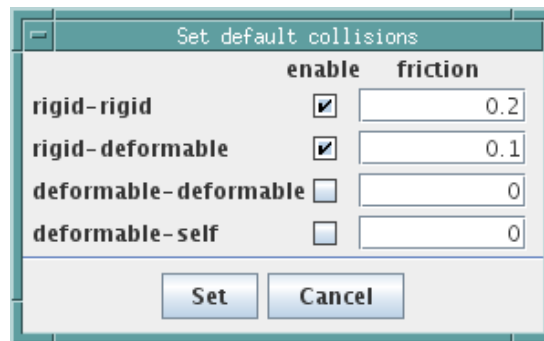 Set default collisions
enable friction
rigid-rigid 0.2
rigid-deformable 0.1
deformable-deformable 0
deformable-self 0
Set Cancel